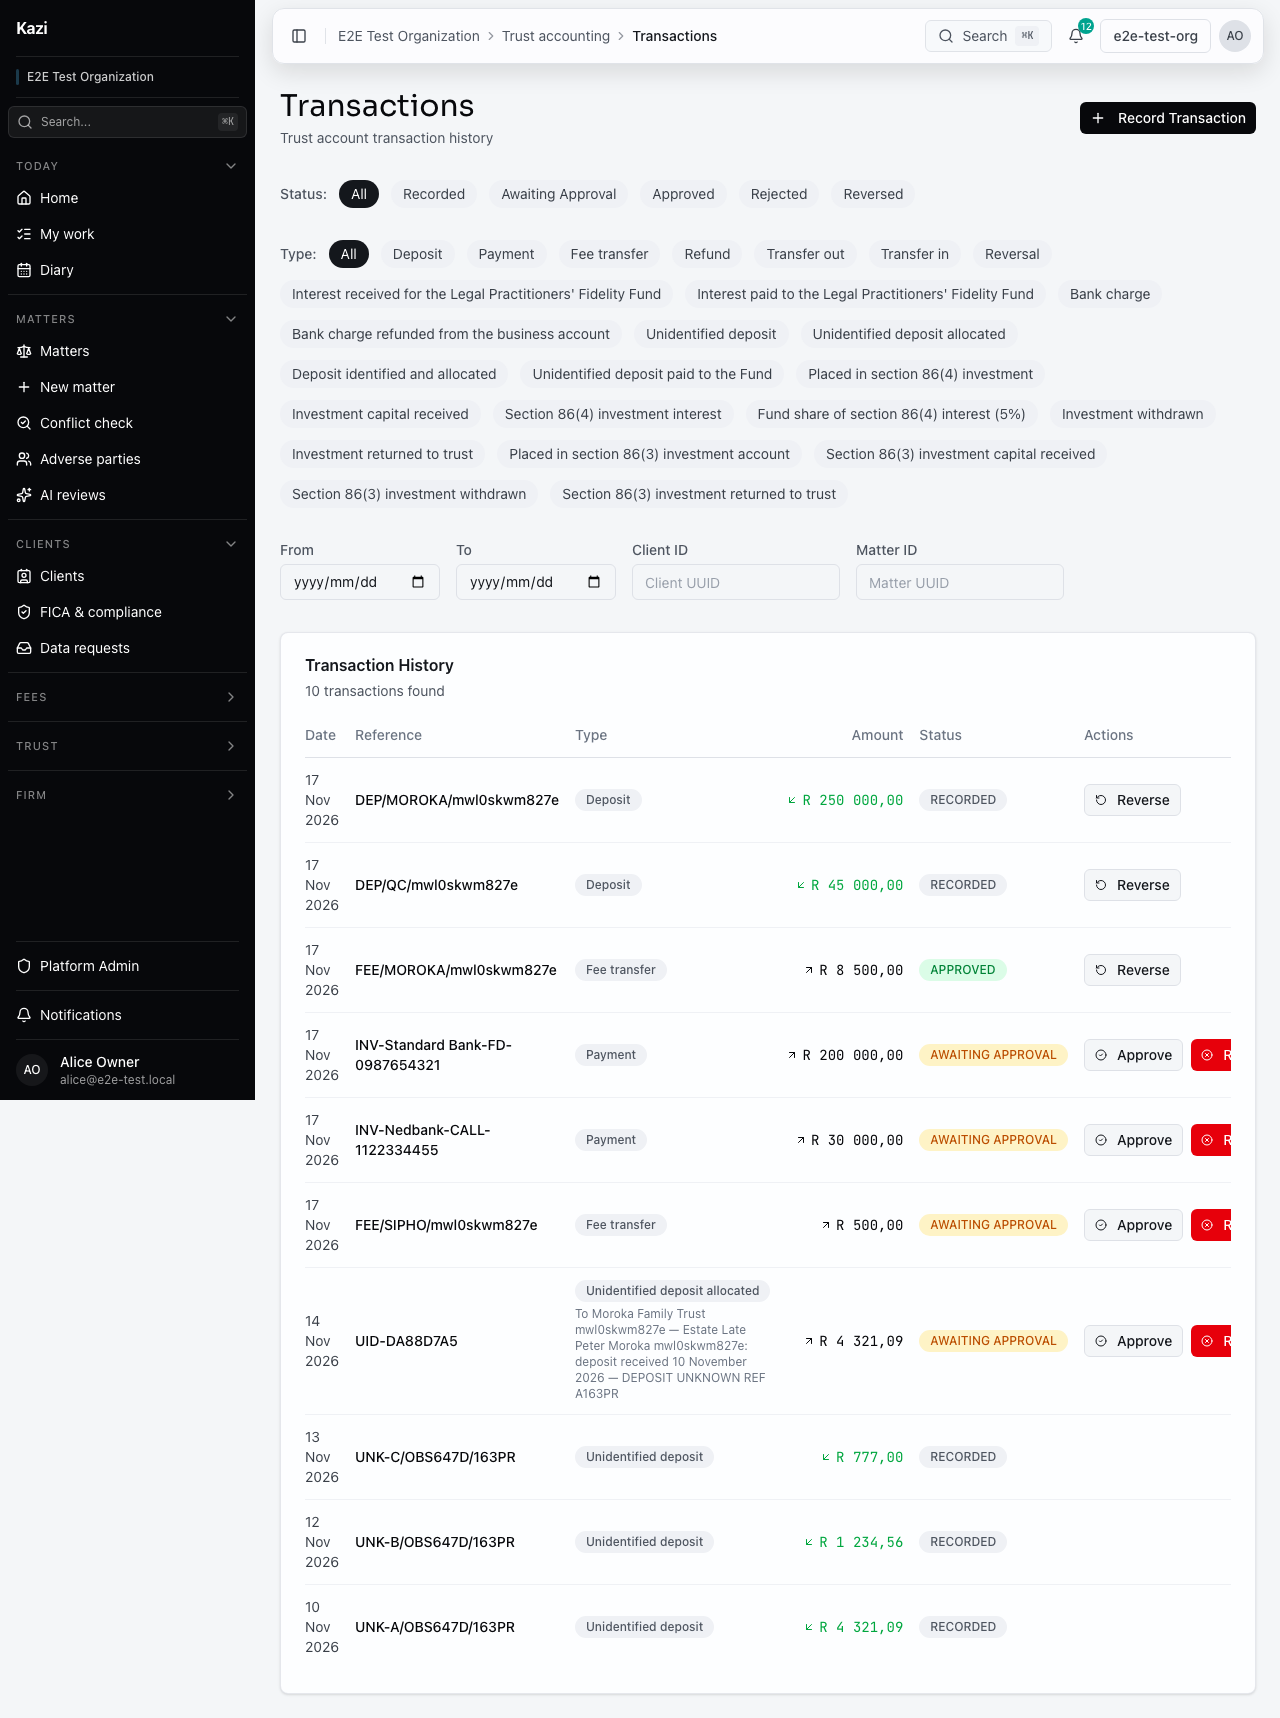 Kazi
E2E Test Organization
Search... ⌘K
TODAY
Home
My work
Diary
MATTERS
Matters
New matter
Conflict check
Adverse parties
AI reviews
CLIENTS
Clients
FICA & compliance
Data requests
FEES
TRUST
FIRM
Platform Admin
Notifications
AO Alice Owner
alice@e2e-test.local
E2E Test Organization > Trust accounting > Transactions
Search ⌘K 12 e2e-test-org AO
Transactions
Trust account transaction history
Record Transaction
Status: All Recorded Awaiting Approval Approved Rejected Reversed
Type: All Deposit Payment Fee transfer Refund Transfer out Transfer in Reversal
Interest received for the Legal Practitioners' Fidelity Fund Interest paid to the Legal Practitioners' Fidelity Fund Bank charge
Bank charge refunded from the business account Unidentified deposit Unidentified deposit allocated
Deposit identified and allocated Unidentified deposit paid to the Fund Placed in section 86(4) investment
Investment capital received Section 86(4) investment interest Fund share of section 86(4) interest (5%) Investment withdrawn
Investment returned to trust Placed in section 86(3) investment account Section 86(3) investment capital received
Section 86(3) investment withdrawn Section 86(3) investment returned to trust
From To Client ID Matter ID
yyyy/mm/dd yyyy/mm/dd Client UUID Matter UUID
Transaction History
10 transactions found
Date Reference Type Amount Status Actions
17
Nov
2026
DEP/MOROKA/mwl0skwm827e Deposit R 250 000,00 RECORDED Reverse
17
Nov
2026
DEP/QC/mwl0skwm827e Deposit R 45 000,00 RECORDED Reverse
17
Nov
2026
FEE/MOROKA/mwl0skwm827e Fee transfer R 8 500,00 APPROVED Reverse
17
Nov
2026
INV-Standard Bank-FD-
0987654321
Payment R 200 000,00 AWAITING APPROVAL Approve R
17
Nov
2026
INV-Nedbank-CALL-
1122334455
Payment R 30 000,00 AWAITING APPROVAL Approve R
17
Nov
2026
FEE/SIPHO/mwl0skwm827e Fee transfer R 500,00 AWAITING APPROVAL Approve R
14
Nov
2026
UID-DA88D7A5
Unidentified deposit allocated
To Moroka Family Trust
mwl0skwm827e — Estate Late
Peter Moroka mwl0skwm827e:
deposit received 10 November
2026 — DEPOSIT UNKNOWN REF
A163PR
R 4 321,09 AWAITING APPROVAL Approve R
13
Nov
2026
UNK-C/OBS647D/163PR Unidentified deposit R 777,00 RECORDED
12
Nov
2026
UNK-B/OBS647D/163PR Unidentified deposit R 1 234,56 RECORDED
10
Nov
2026
UNK-A/OBS647D/163PR Unidentified deposit R 4 321,09 RECORDED